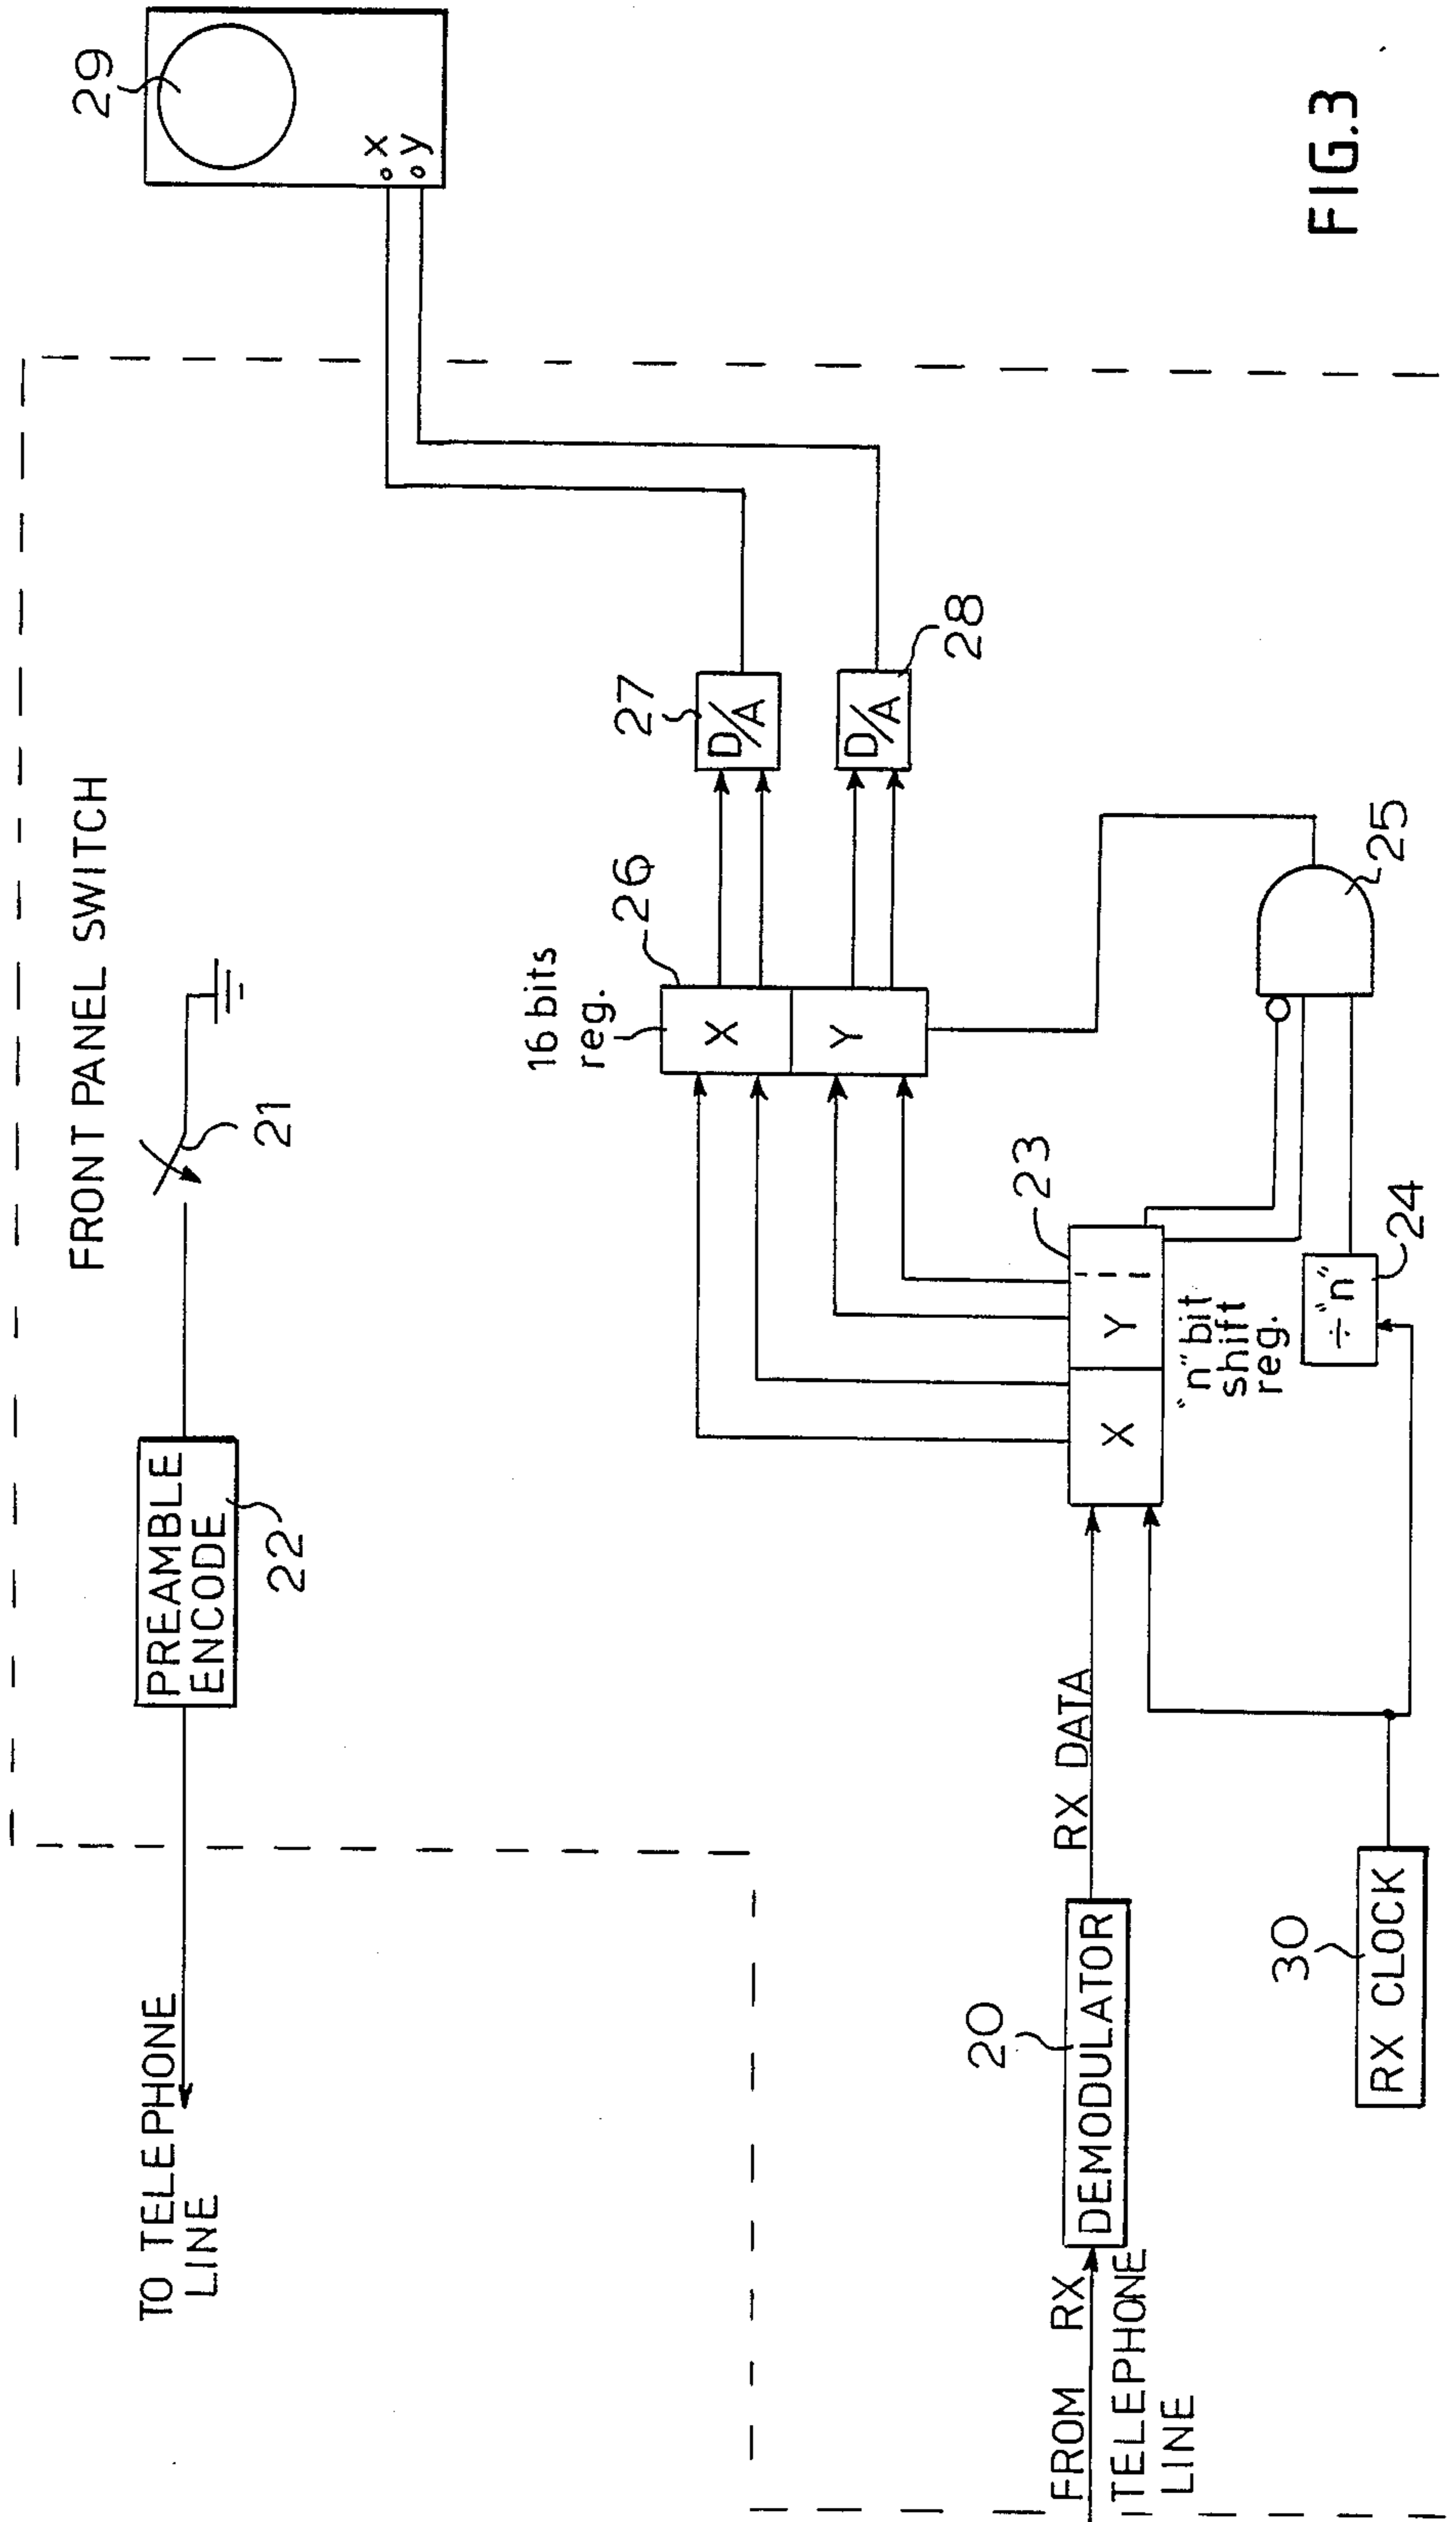 TO TELEPHONE
LINE
PREAMBLE
ENCODE
22
21
FRONT PANEL SWITCH
29
x
y
16 bits
reg.
26
X
Y
27
D/A
D/A
28
FROM RX
TELEPHONE
LINE
20
DEMODULATOR
RX DATA
23
X
Y
"n" bit
shift
reg.
÷ "n"
24
25
30
RX CLOCK
FIG.3